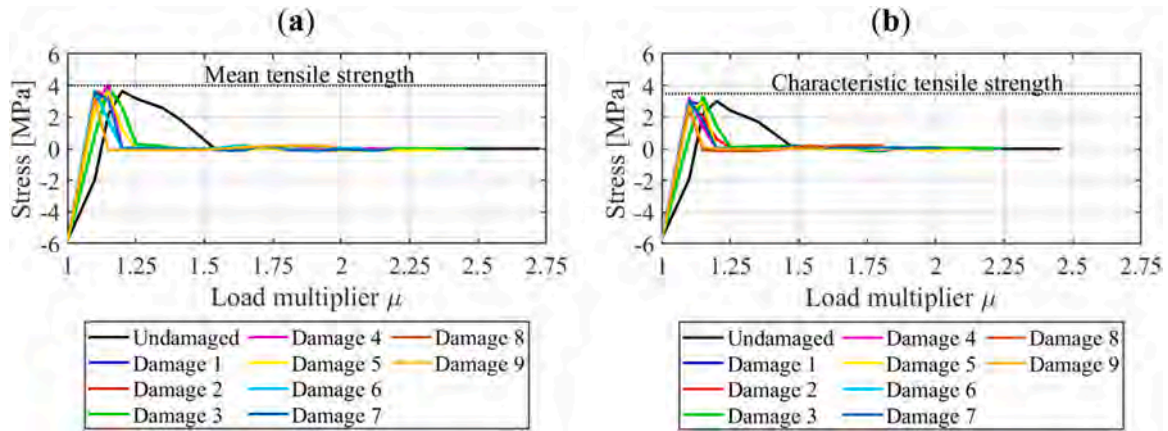 (a)
6
4
2
0
-2
-4
-6
Stress [MPa]
Mean tensile strength
1 1.25 1.5 1.75 2 2.25 2.5 2.75
Load multiplier μ
Undamaged Damage 4 Damage 8
Damage 1 Damage 5 Damage 9
Damage 2 Damage 6
Damage 3 Damage 7
(b)
6
4
2
0
-2
-4
-6
Stress [MPa]
Characteristic tensile strength
1 1.25 1.5 1.75 2 2.25 2.5 2.75
Load multiplier μ
Undamaged Damage 4 Damage 8
Damage 1 Damage 5 Damage 9
Damage 2 Damage 6
Damage 3 Damage 7